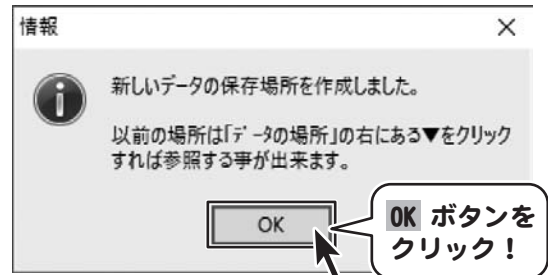 情報
新しいデータの保存場所を作成しました。
以前の場所は「ﾃﾞｰﾀの場所」の右にある▼をクリック
すれば参照する事が出来ます。
OK
OK ボタンを
クリック！